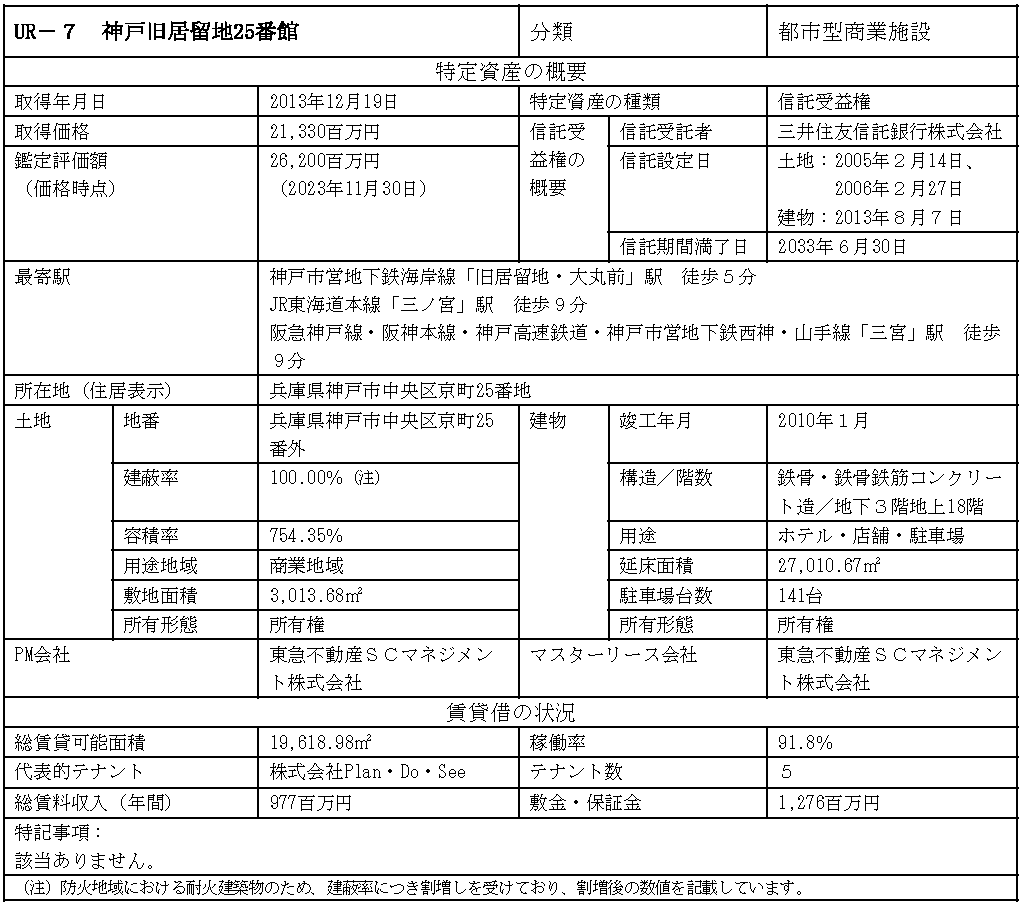 UR－７　神戸旧居留地25番館　分類　都市型商業施設
特定資産の概要
取得年月日　2013年12月19日　特定資産の種類　信託受益権
取得価格　21,330百万円　信託受　信託受託者　三井住友信託銀行株式会社
鑑定評価額　26,200百万円　益権の　信託設定日　土地：2005年２月14日、
（価格時点）　（2023年11月30日）　概要　2006年２月27日
建物：2013年８月７日
信託期間満了日　2033年６月30日
最寄駅　神戸市営地下鉄海岸線「旧居留地・大丸前」駅　徒歩５分
JR東海道本線「三ノ宮」駅　徒歩９分
阪急神戸線・阪神本線・神戸高速鉄道・神戸市営地下鉄西神・山手線「三宮」駅　徒歩
９分
所在地（住居表示）　兵庫県神戸市中央区京町25番地
土地　地番　兵庫県神戸市中央区京町25　建物　竣工年月　2010年１月
番外
建蔽率　100.00%（注）　構造／階数　鉄骨・鉄骨鉄筋コンクリー
ト造／地下３階地上18階
容積率　754.35%　用途　ホテル・店舗・駐車場
用途地域　商業地域　延床面積　27,010.67㎡
敷地面積　3,013.68㎡　駐車場台数　141台
所有形態　所有権　所有形態　所有権
PM会社　東急不動産ＳＣマネジメン　マスターリース会社　東急不動産ＳＣマネジメン
ト株式会社　ト株式会社
賃貸借の状況
総賃貸可能面積　19,618.98㎡　稼働率　91.8%
代表的テナント　株式会社Plan・Do・See　テナント数　５
総賃料収入（年間）　977百万円　敷金・保証金　1,276百万円
特記事項：
該当ありません。
（注）防火地域における耐火建築物のため、建蔽率につき割増しを受けており、割増後の数値を記載しています。